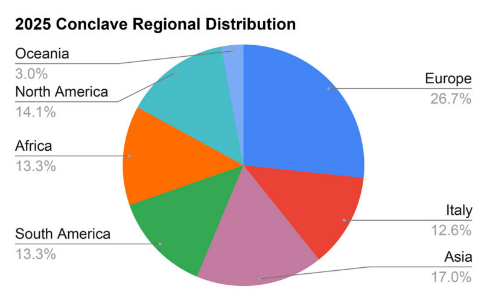 2025 Conclave Regional Distribution
Oceania
3.0%
North America
14.1%
Africa
13.3%
South America
13.3%
Europe
26.7%
Italy
12.6%
Asia
17.0%